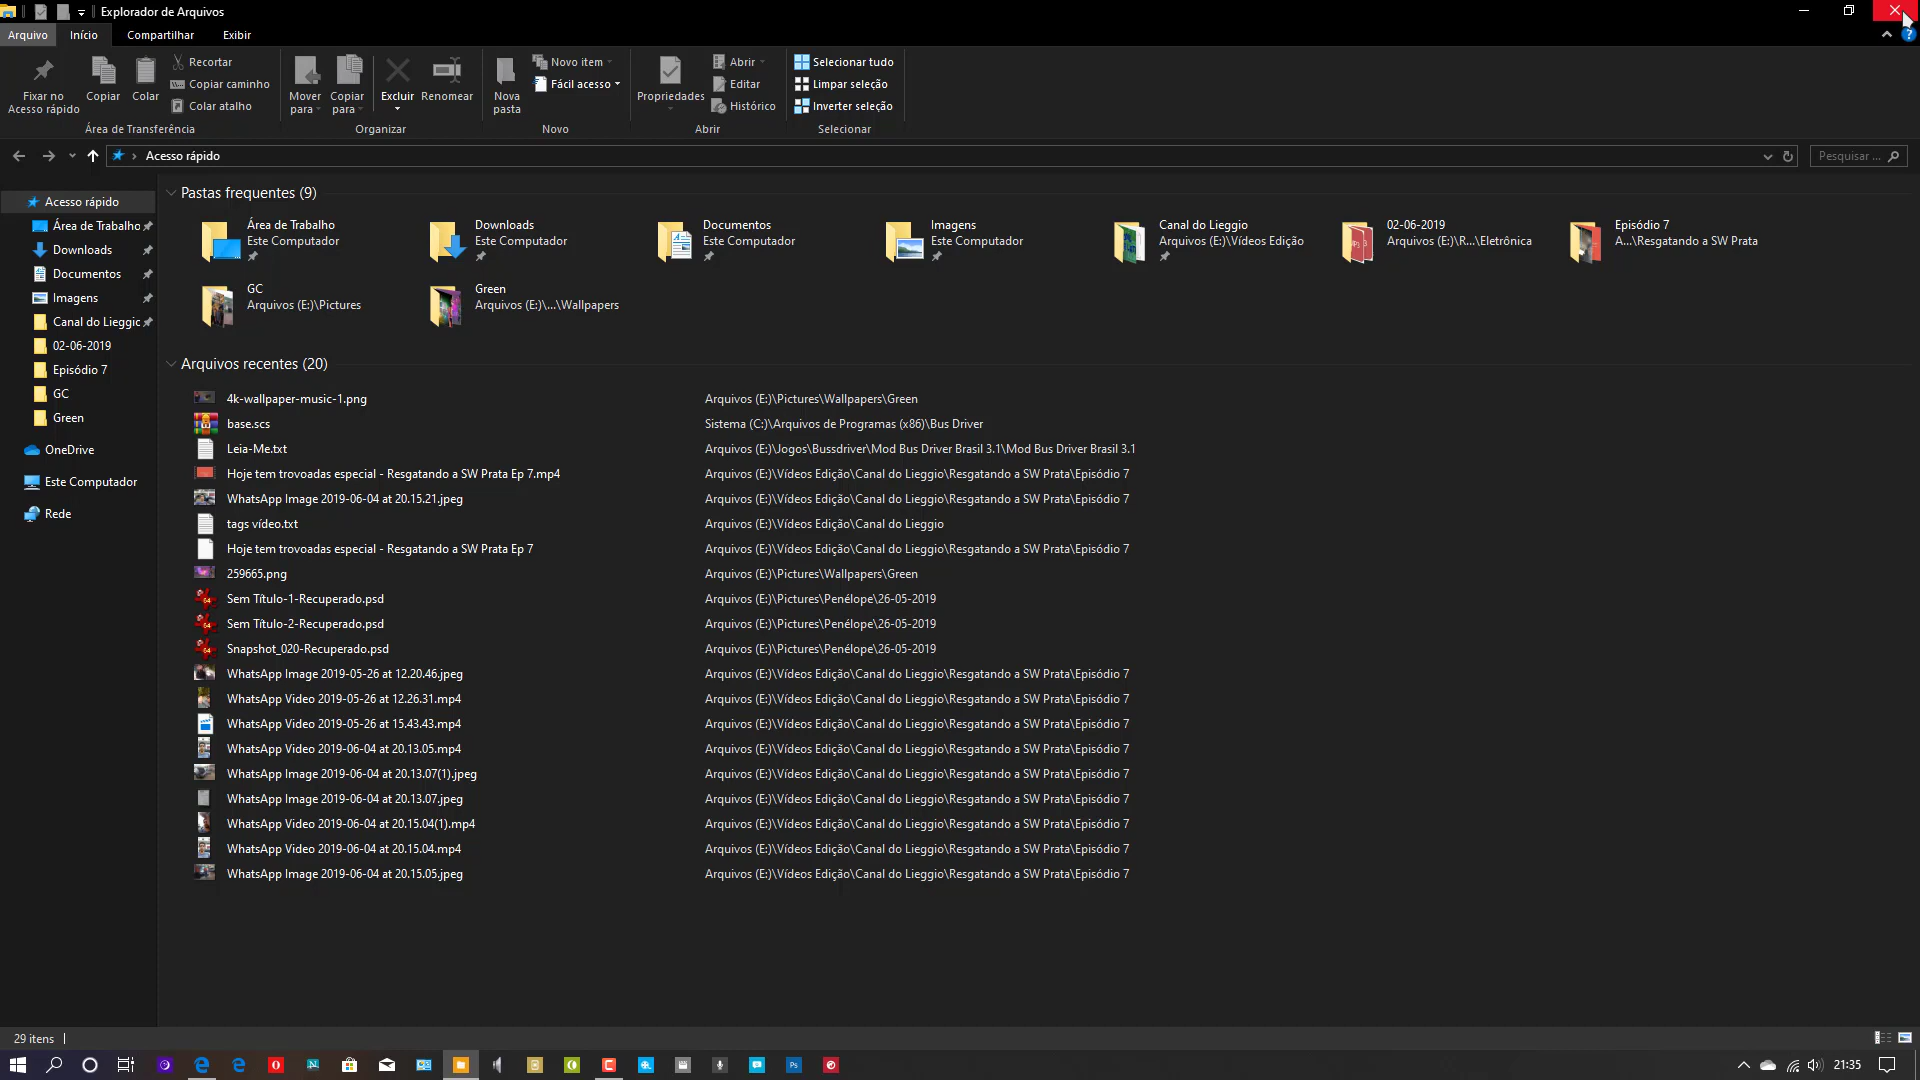 Explorador de Arquivos
Arquivo Início Compartilhar Exibir
Fixar no
Acesso rápido
Copiar
Colar
Recortar
Copiar caminho
Colar atalho
Área de Transferência
Mover
para
Copiar
para
Excluir
Renomear
Organizar
Nova
pasta
Novo item
Fácil acesso
Novo
Propriedades
Abrir
Editar
Histórico
Abrir
Selecionar tudo
Limpar seleção
Inverter seleção
Selecionar
Acesso rápido
Pesquisar ...
Acesso rápido
Área de Trabalho
Downloads
Documentos
Imagens
Canal do Lieggio
02-06-2019
Episódio 7
GC
Green
OneDrive
Este Computador
Rede
Pastas frequentes (9)
Área de Trabalho
Este Computador
Downloads
Este Computador
Documentos
Este Computador
Imagens
Este Computador
Canal do Lieggio
Arquivos (E:)\Vídeos Edição
02-06-2019
Arquivos (E:)\R...\Eletrônica
Episódio 7
A...\Resgatando a SW Prata
GC
Arquivos (E:)\Pictures
Green
Arquivos (E:)\...\Wallpapers
Arquivos recentes (20)
4k-wallpaper-music-1.png Arquivos (E:)\Pictures\Wallpapers\Green
base.scs Sistema (C:)\Arquivos de Programas (x86)\Bus Driver
Leia-Me.txt Arquivos (E:)\Jogos\Bussdriver\Mod Bus Driver Brasil 3.1\Mod Bus Driver Brasil 3.1
Hoje tem trovoadas especial - Resgatando a SW Prata Ep 7.mp4 Arquivos (E:)\Vídeos Edição\Canal do Lieggio\Resgatando a SW Prata\Episódio 7
WhatsApp Image 2019-06-04 at 20.15.21.jpeg Arquivos (E:)\Vídeos Edição\Canal do Lieggio\Resgatando a SW Prata\Episódio 7
tags vídeo.txt Arquivos (E:)\Vídeos Edição\Canal do Lieggio
Hoje tem trovoadas especial - Resgatando a SW Prata Ep 7 Arquivos (E:)\Vídeos Edição\Canal do Lieggio\Resgatando a SW Prata\Episódio 7
259665.png Arquivos (E:)\Pictures\Wallpapers\Green
Sem Título-1-Recuperado.psd Arquivos (E:)\Pictures\Penélope\26-05-2019
Sem Título-2-Recuperado.psd Arquivos (E:)\Pictures\Penélope\26-05-2019
Snapshot_020-Recuperado.psd Arquivos (E:)\Pictures\Penélope\26-05-2019
WhatsApp Image 2019-05-26 at 12.20.46.jpeg Arquivos (E:)\Vídeos Edição\Canal do Lieggio\Resgatando a SW Prata\Episódio 7
WhatsApp Video 2019-05-26 at 12.26.31.mp4 Arquivos (E:)\Vídeos Edição\Canal do Lieggio\Resgatando a SW Prata\Episódio 7
WhatsApp Video 2019-05-26 at 15.43.43.mp4 Arquivos (E:)\Vídeos Edição\Canal do Lieggio\Resgatando a SW Prata\Episódio 7
WhatsApp Video 2019-06-04 at 20.13.05.mp4 Arquivos (E:)\Vídeos Edição\Canal do Lieggio\Resgatando a SW Prata\Episódio 7
WhatsApp Image 2019-06-04 at 20.13.07(1).jpeg Arquivos (E:)\Vídeos Edição\Canal do Lieggio\Resgatando a SW Prata\Episódio 7
WhatsApp Image 2019-06-04 at 20.13.07.jpeg Arquivos (E:)\Vídeos Edição\Canal do Lieggio\Resgatando a SW Prata\Episódio 7
WhatsApp Video 2019-06-04 at 20.15.04(1).mp4 Arquivos (E:)\Vídeos Edição\Canal do Lieggio\Resgatando a SW Prata\Episódio 7
WhatsApp Video 2019-06-04 at 20.15.04.mp4 Arquivos (E:)\Vídeos Edição\Canal do Lieggio\Resgatando a SW Prata\Episódio 7
WhatsApp Image 2019-06-04 at 20.15.05.jpeg Arquivos (E:)\Vídeos Edição\Canal do Lieggio\Resgatando a SW Prata\Episódio 7
29 itens
Ps
21:35